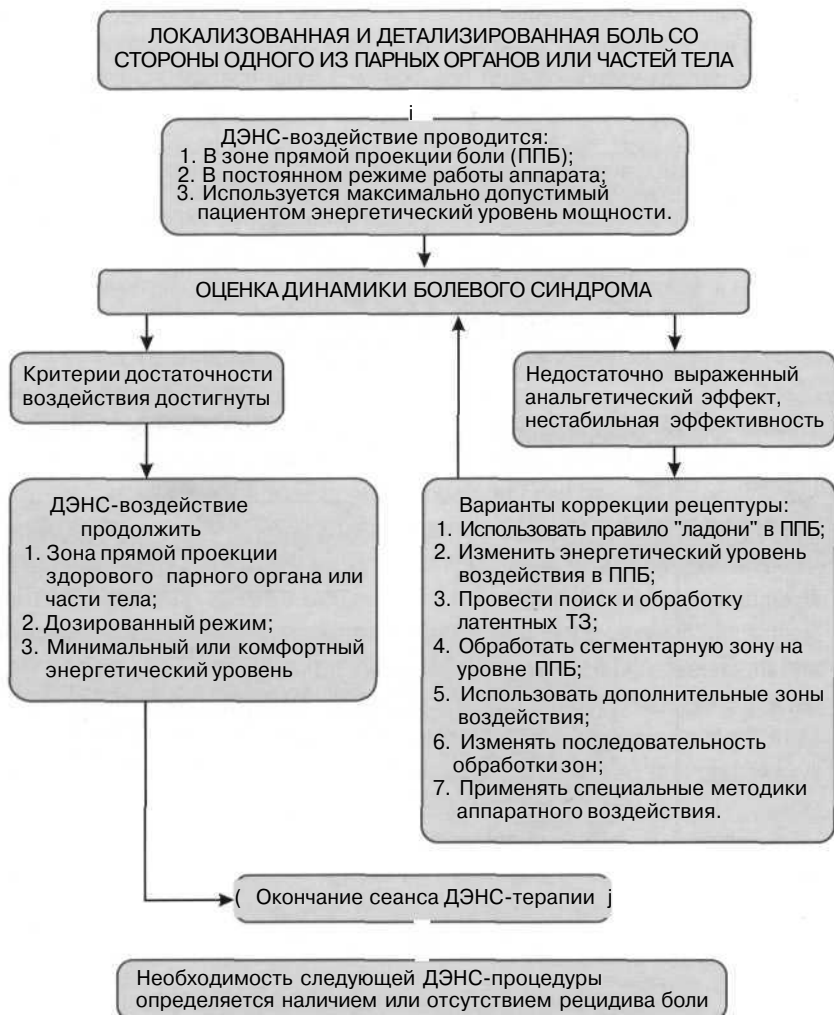 ЛОКАЛИЗОВАННАЯ И ДЕТАЛИЗИРОВАННАЯ БОЛЬ СО
СТОРОНЫ ОДНОГО ИЗ ПАРНЫХ ОРГАНОВ ИЛИ ЧАСТЕЙ ТЕЛА
i
ДЭНС-воздействие проводится:
1. В зоне прямой проекции боли (ППБ);
2. В постоянном режиме работы аппарата;
3. Используется максимально допустимый
пациентом энергетический уровень мощности.
ОЦЕНКА ДИНАМИКИ БОЛЕВОГО СИНДРОМА
Критерии достаточности
воздействия достигнуты
Недостаточно выраженный
анальгетический эффект,
нестабильная эффективность
ДЭНС-воздействие
продолжить
1. Зона прямой проекции
здорового парного органа или
части тела;
2. Дозированный режим;
3. Минимальный или комфортный
энергетический уровень
Варианты коррекции рецептуры:
1. Использовать правило "ладони" в ППБ;
2. Изменить энергетический уровень
воздействия в ППБ;
3. Провести поиск и обработку
латентных ТЗ;
4. Обработать сегментарную зону на
уровне ППБ;
5. Использовать дополнительные зоны
воздействия;
6. Изменять последовательность
обработки зон;
7. Применять специальные методики
аппаратного воздействия.
( Окончание сеанса ДЭНС-терапии j
Необходимость следующей ДЭНС-процедуры
определяется наличием или отсутствием рецидива боли